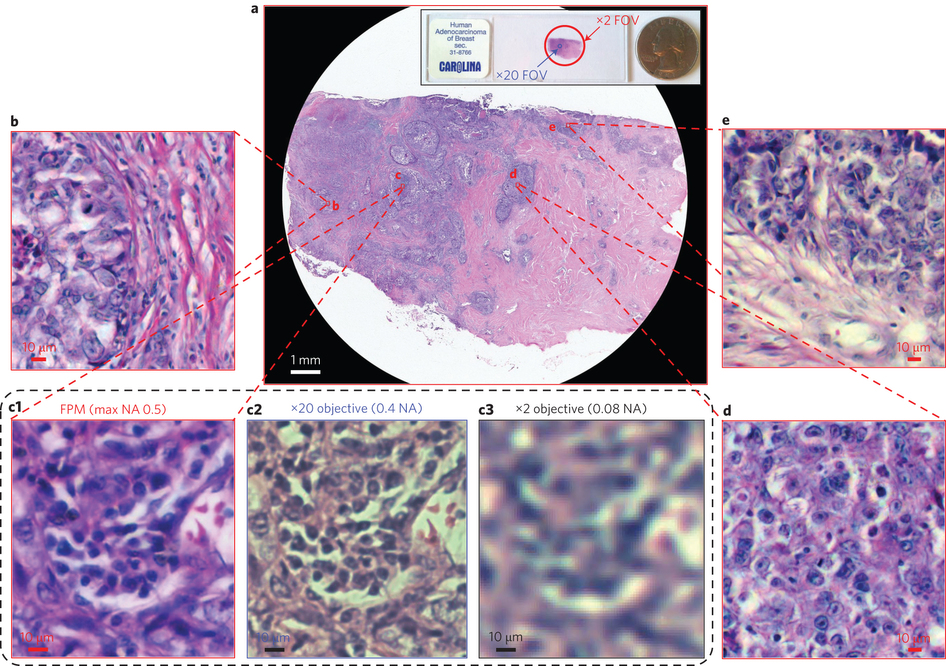 a
Human
Adenocarcinoma
of Breast
sec.
31-8766
CAROLINA
×2 FOV
×20 FOV
b
e
e
c
d
b
10 μm
1 mm
10 μm
c1
FPM (max NA 0.5)
c2
×20 objective (0.4 NA)
c3
×2 objective (0.08 NA)
d
10 μm
10 μm
10 μm
10 μm